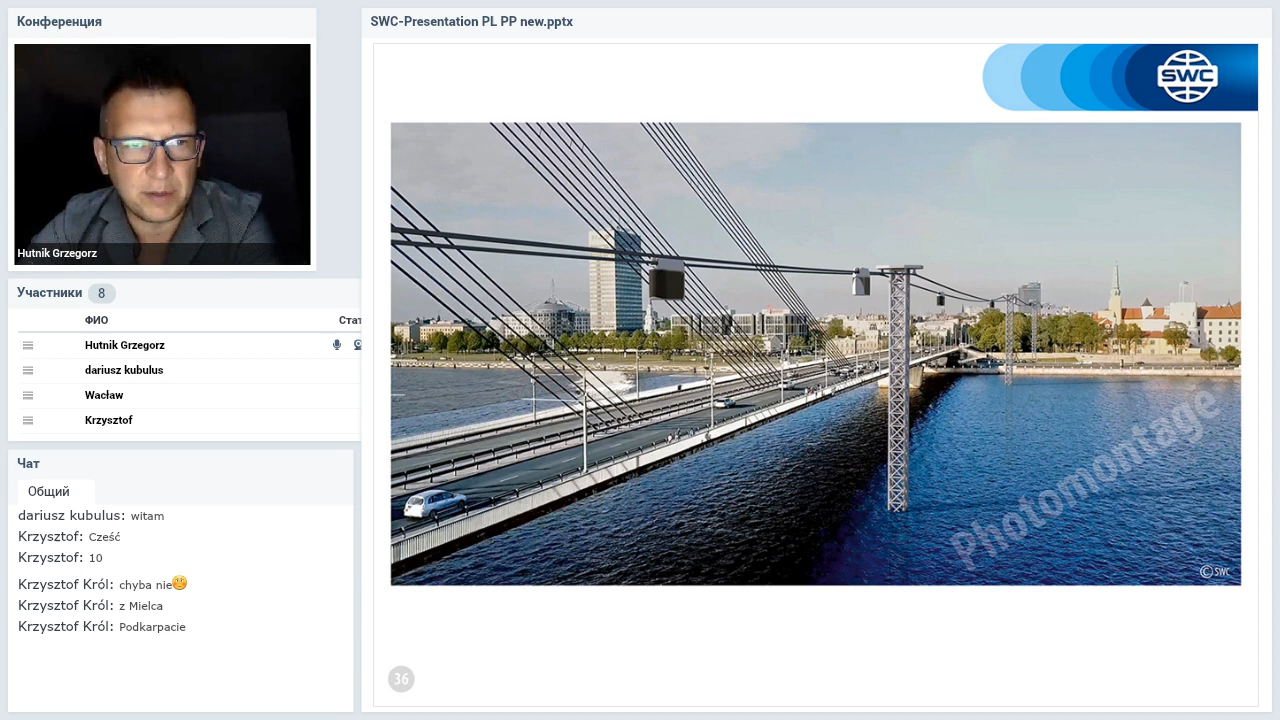 Конференция
Hutnik Grzegorz
Участники 8
ФИО Стат
Hutnik Grzegorz
dariusz kubulus
Wacław
Krzysztof
Чат
Общий
dariusz kubulus: witam
Krzysztof: Cześć
Krzysztof: 10
Krzysztof Król: chyba nie
Krzysztof Król: z Mielca
Krzysztof Król: Podkarpacie
SWC-Presentation PL PP new.pptx
SWC
Photomontage
© SWC
36